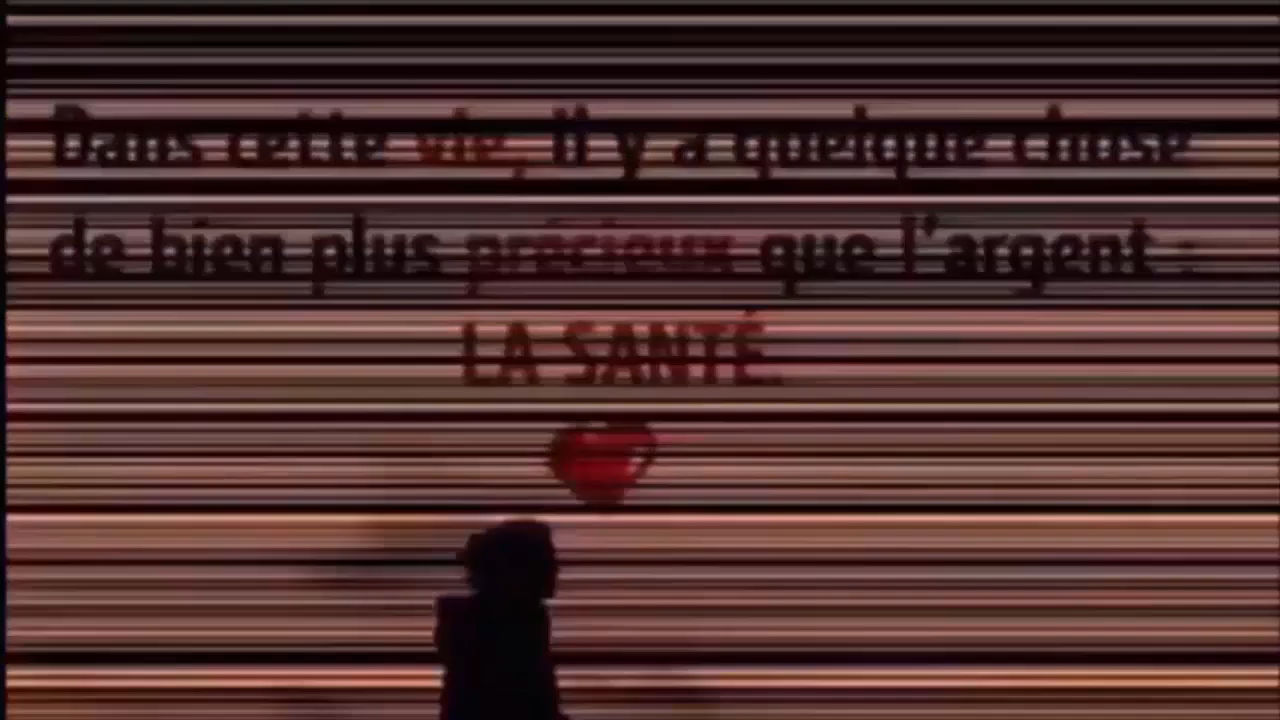 Dans cette vie, il y a quelque chose
de bien plus précieux que l'argent :
LA SANTÉ.